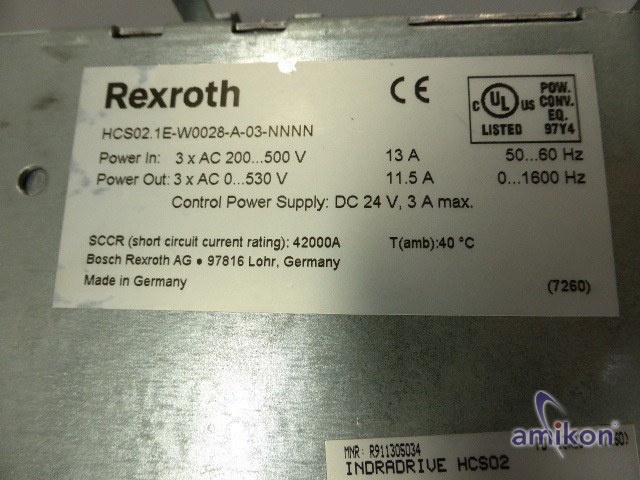 Rexroth
CE
C UL US
LISTED
POW.
CONV.
EQ.
97Y4
HCS02.1E-W0028-A-03-NNNN
Power In: 3 x AC 200...500 V 13 A 50...60 Hz
Power Out: 3 x AC 0...530 V 11.5 A 0...1600 Hz
Control Power Supply: DC 24 V, 3 A max.
SCCR (short circuit current rating): 42000A T(amb):40 °C
Bosch Rexroth AG • 97816 Lohr, Germany
Made in Germany (7260)
amikon
MNR: R911305034
INDRADRIVE HCS02